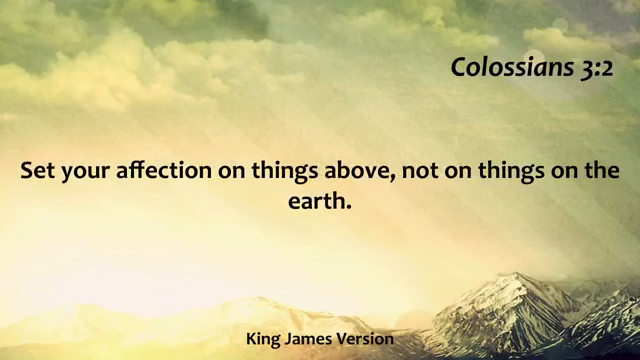 Colossians 3:2
Set your affection on things above, not on things on the
earth.
King James Version